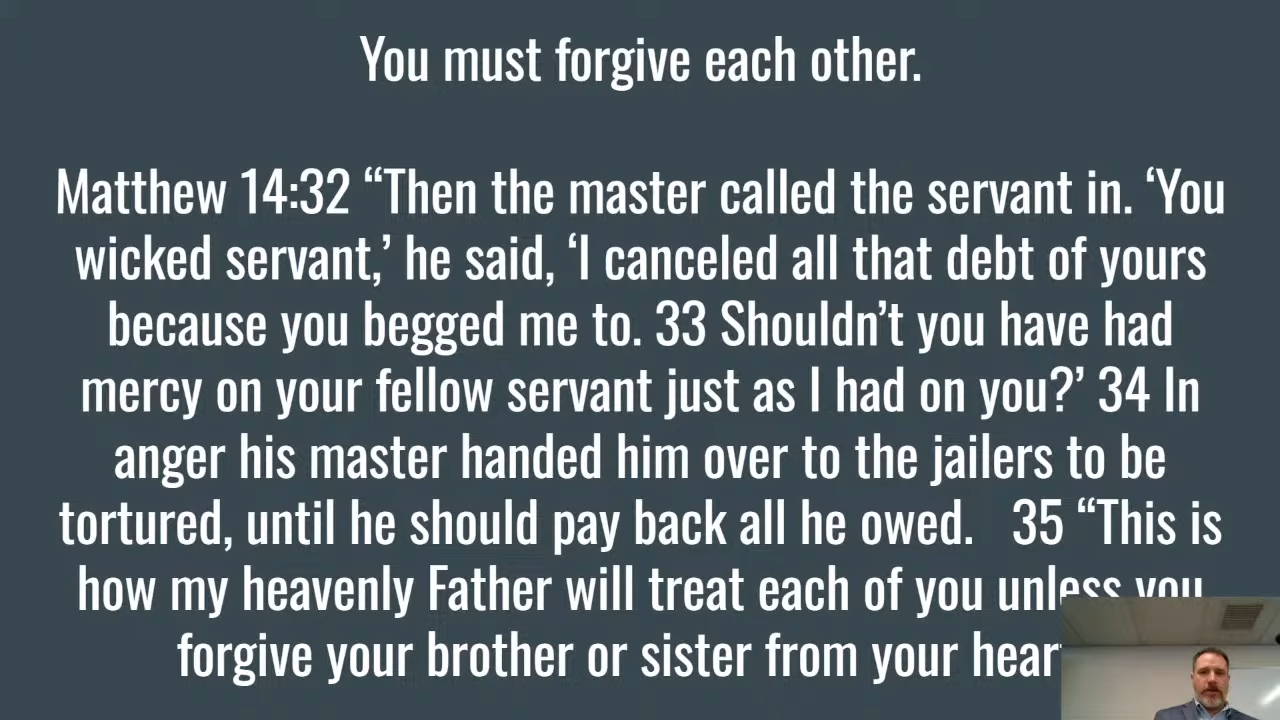 You must forgive each other.
Matthew 14:32 “Then the master called the servant in. ‘You
wicked servant,’ he said, ‘I canceled all that debt of yours
because you begged me to. 33 Shouldn’t you have had
mercy on your fellow servant just as I had on you?’ 34 In
anger his master handed him over to the jailers to be
tortured, until he should pay back all he owed.   35 “This is
how my heavenly Father will treat each of you unless you
forgive your brother or sister from your heart